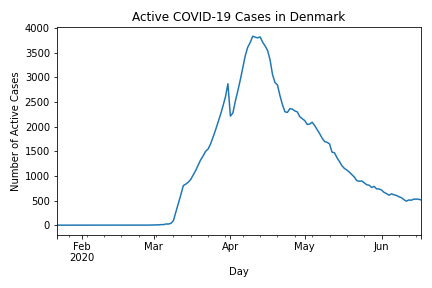 Active COVID-19 Cases in Denmark
Number of Active Cases
4000
3500
3000
2500
2000
1500
1000
500
0
Feb Mar Apr May Jun
2020
Day